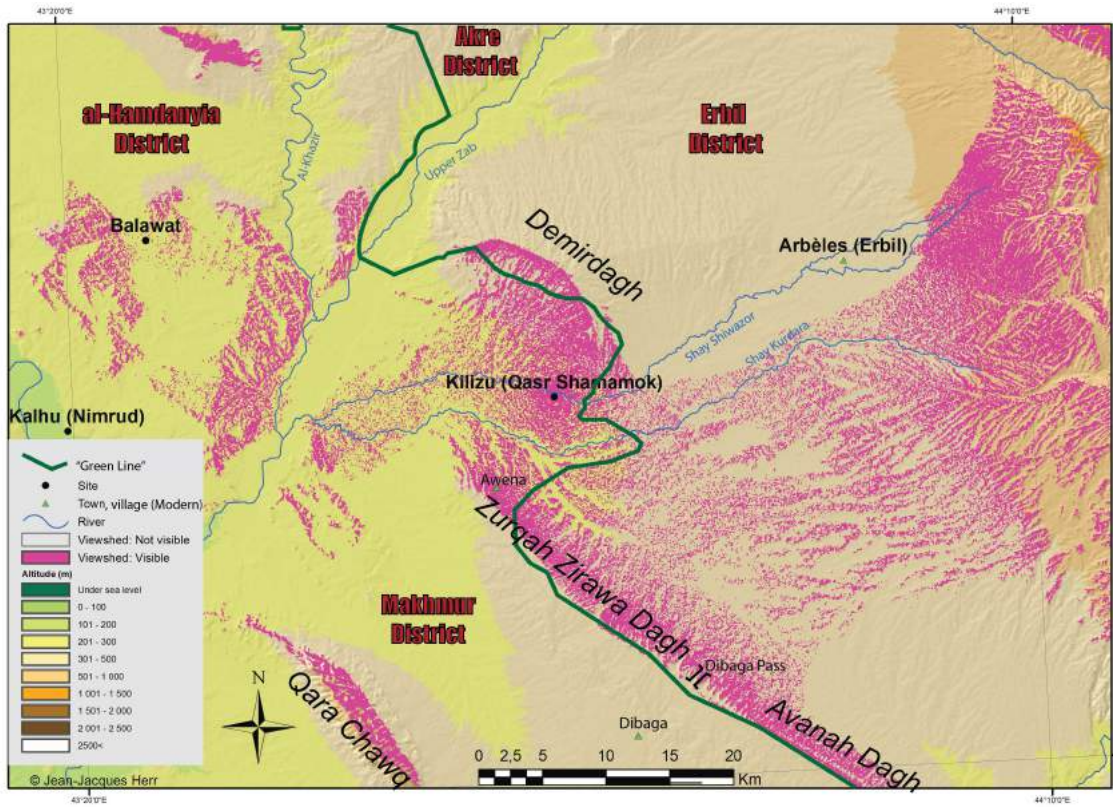 43°20'0"E
44°10'0"E
Akre
District
al-Hamdanyia
District
Erbil
District
Al-Khazir
Upper Zab
Balawat
Demirdagh
Arbèles (Erbil)
Shay Shiwazor
Shay Kurdara
Kilizu (Qasr Shamamok)
Kalhu (Nimrud)
"Green Line"
Site
Town, village (Modern)
River
Viewshed: Not visible
Viewshed: Visible
Altitude (m)
Under sea level
0 - 100
101 - 200
201 - 300
301 - 500
501 - 1 000
1 001 - 1 500
1 501 - 2 000
2 001 - 2 500
2500<
Awena
Zurqah Zirawa Dagh
Makhmur
District
Dibaga Pass
Avanah Dagh
Qara Chawq
N
Dibaga
0 2,5 5 10 15 20
Km
© Jean-Jacques Herr
43°20'0"E
44°10'0"E